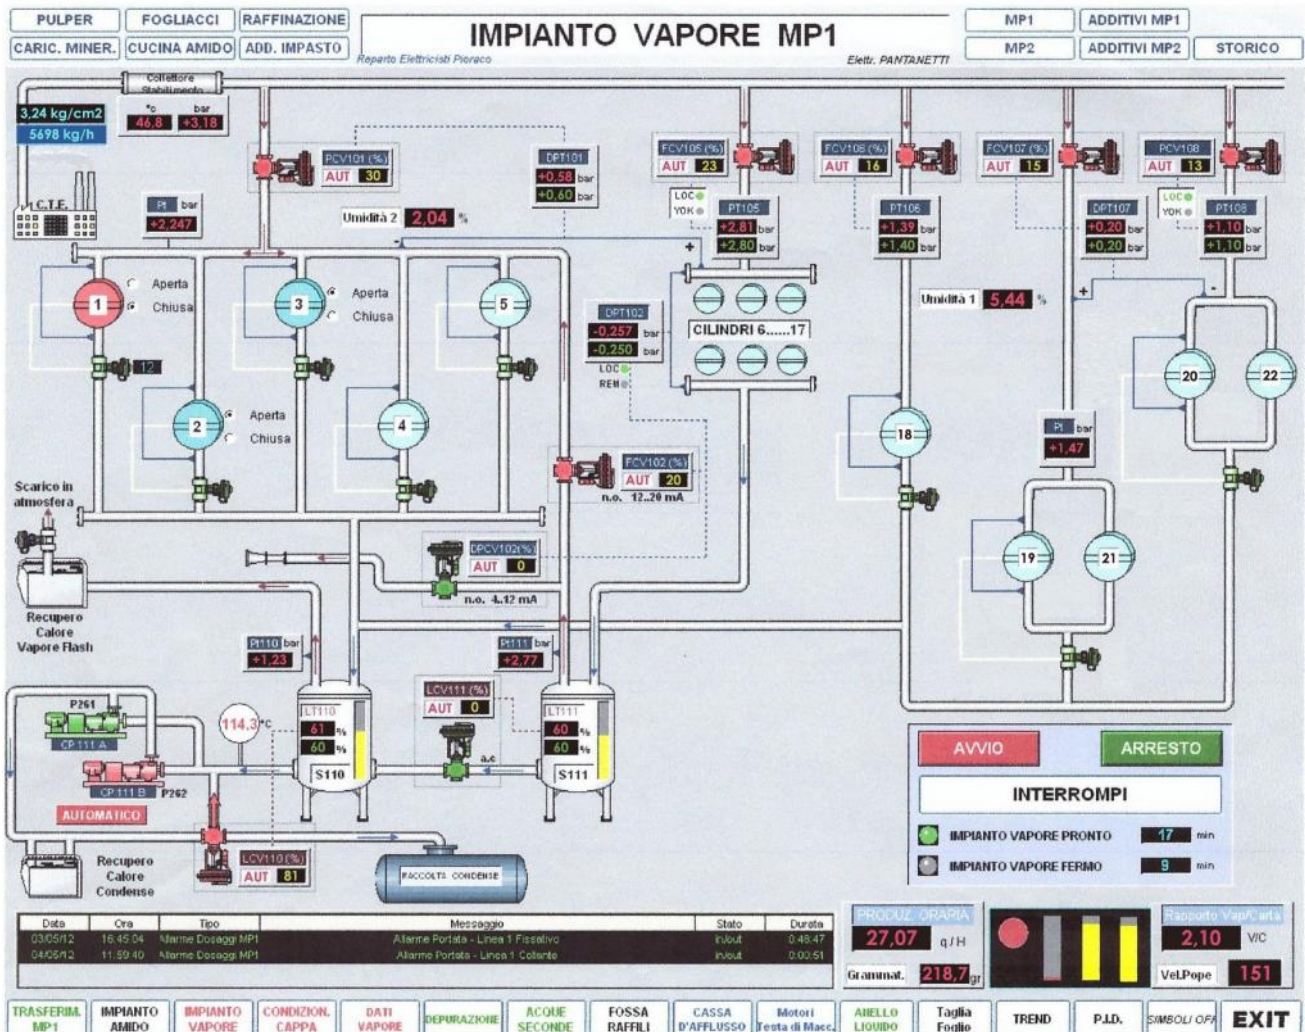 PULPER FOGLIACCI RAFFINAZIONE
CARIC. MINER. CUCINA AMIDO ADD. IMPASTO
IMPIANTO VAPORE MP1
Reparto Elettricisti Pioraco
Elettr. PANTANETTI
MP1 ADDITIVI MP1
MP2 ADDITIVI MP2 STORICO
Collettore
Stabilimento
3,24 kg/cm2
5698 kg/h
°c bar
46,8 +3,18
C.T.E.
Pt bar
+2,247
PCV101 (%)
AUT 30
DPT101
+0,58 bar
+0,60 bar
Umidità 2 2,04 %
FCV105 (%)
AUT 23
LOC
YOK
PT105
+2,81 bar
+2,80 bar
FCV106 (%)
AUT 16
PT106
+1,39 bar
+1,40 bar
FCV107 (%)
AUT 15
DPT107
+0,20 bar
+0,20 bar
PCV108
AUT 13
LOC
YOK
PT108
+1,10 bar
+1,10 bar
- + + -
1 Aperta
Chiusa
3 Aperta
Chiusa
5
12
2 Aperta
Chiusa
4
DPT102
-0,257 bar
-0,250 bar
LOC
REM
CILINDRI 6......17
Umidità 1 5,44 %
18
20 22
Pt bar
+1,47
19 21
FCV102 (%)
AUT 20
n.o. 12..20 mA
Scarico in
atmosfera
Recupero
Calore
Vapore Flash
DPCV102(%)
AUT 0
n.o. 4..12 mA
Pt110 bar
+1,23
Pt111 bar
+2,77
LT110
61 %
60 %
S110
LCV111 (%)
AUT 0
a.c
LT111
60 %
60 %
S111
P261
CP 111 A
CP 111 B P262
AUTOMATICO
114,3 °C
Recupero
Calore
Condense
LCV110 (%)
AUT 81
RACCOLTA CONDENSE
AVVIO ARRESTO
INTERROMPI
IMPIANTO VAPORE PRONTO 17 min
IMPIANTO VAPORE FERMO 9 min
Data Ora Tipo Messaggio Stato Durata
03/05/12 16.45.04 Allarme Dosaggi MP1 Allarme Portata - Linea 1 Fissativo in/out 0:48:47
04/05/12 11:59:40 Allarme Dosaggi MP1 Allarme Portata - Linea 1 Collante in/out 0:00:51
PRODUZ. ORARIA
27,07 q / H
Grammat. 218,7 gr
Rapporto Vap/Carta
2,10 V/C
Vel.Pope 151
TRASFERIM. MP1
IMPIANTO AMIDO
IMPIANTO VAPORE
CONDIZION. CAPPA
DATI VAPORE
DEPURAZIONE
ACQUE SECONDE
FOSSA RAFFILI
CASSA D'AFFLUSSO
Motori Testa di Macc.
ANELLO LIQUIDO
Taglia Foglio
TREND
P.I.D.
SIMBOLI OFF
EXIT